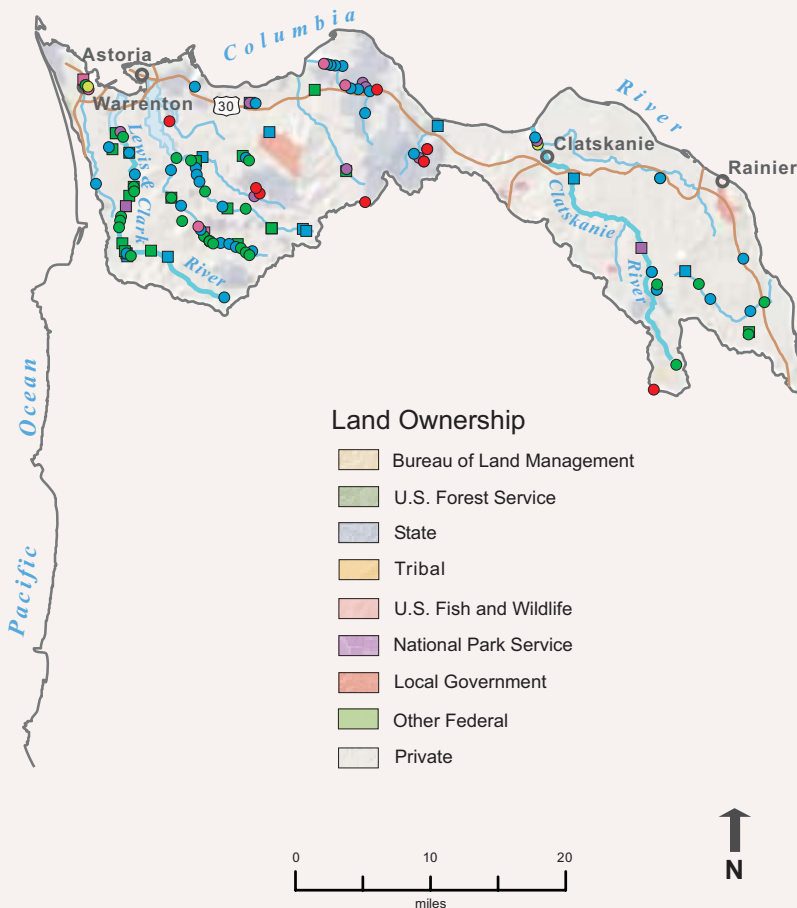 Columbia
Astoria
30
Warrenton
Lewis & Clark
River
River
Clatskanie
Rainier
Clatskanie
River
Pacific Ocean
Land Ownership
Bureau of Land Management
U.S. Forest Service
State
Tribal
U.S. Fish and Wildlife
National Park Service
Local Government
Other Federal
Private
0 10 20
miles
N